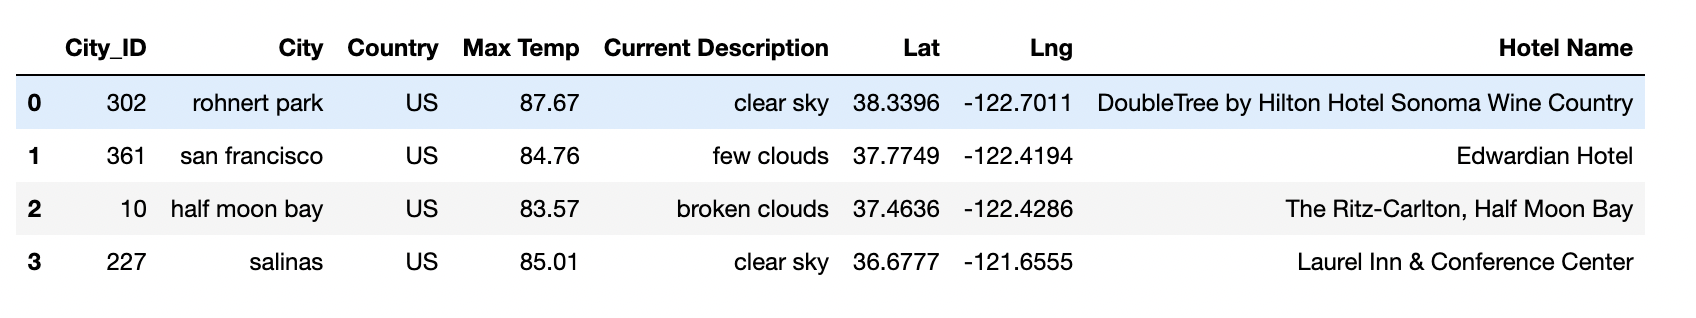 City_ID City Country Max Temp Current Description Lat Lng Hotel Name
0 302 rohnert park US 87.67 clear sky 38.3396 -122.7011 DoubleTree by Hilton Hotel Sonoma Wine Country
1 361 san francisco US 84.76 few clouds 37.7749 -122.4194 Edwardian Hotel
2 10 half moon bay US 83.57 broken clouds 37.4636 -122.4286 The Ritz-Carlton, Half Moon Bay
3 227 salinas US 85.01 clear sky 36.6777 -121.6555 Laurel Inn & Conference Center